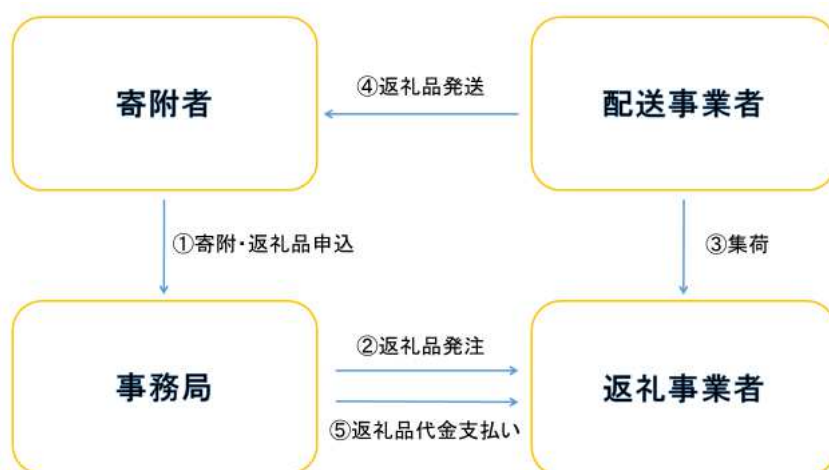 寄附者
④返礼品発送
配送事業者
①寄附・返礼品申込
③集荷
事務局
②返礼品発注
⑤返礼品代金支払い
返礼事業者